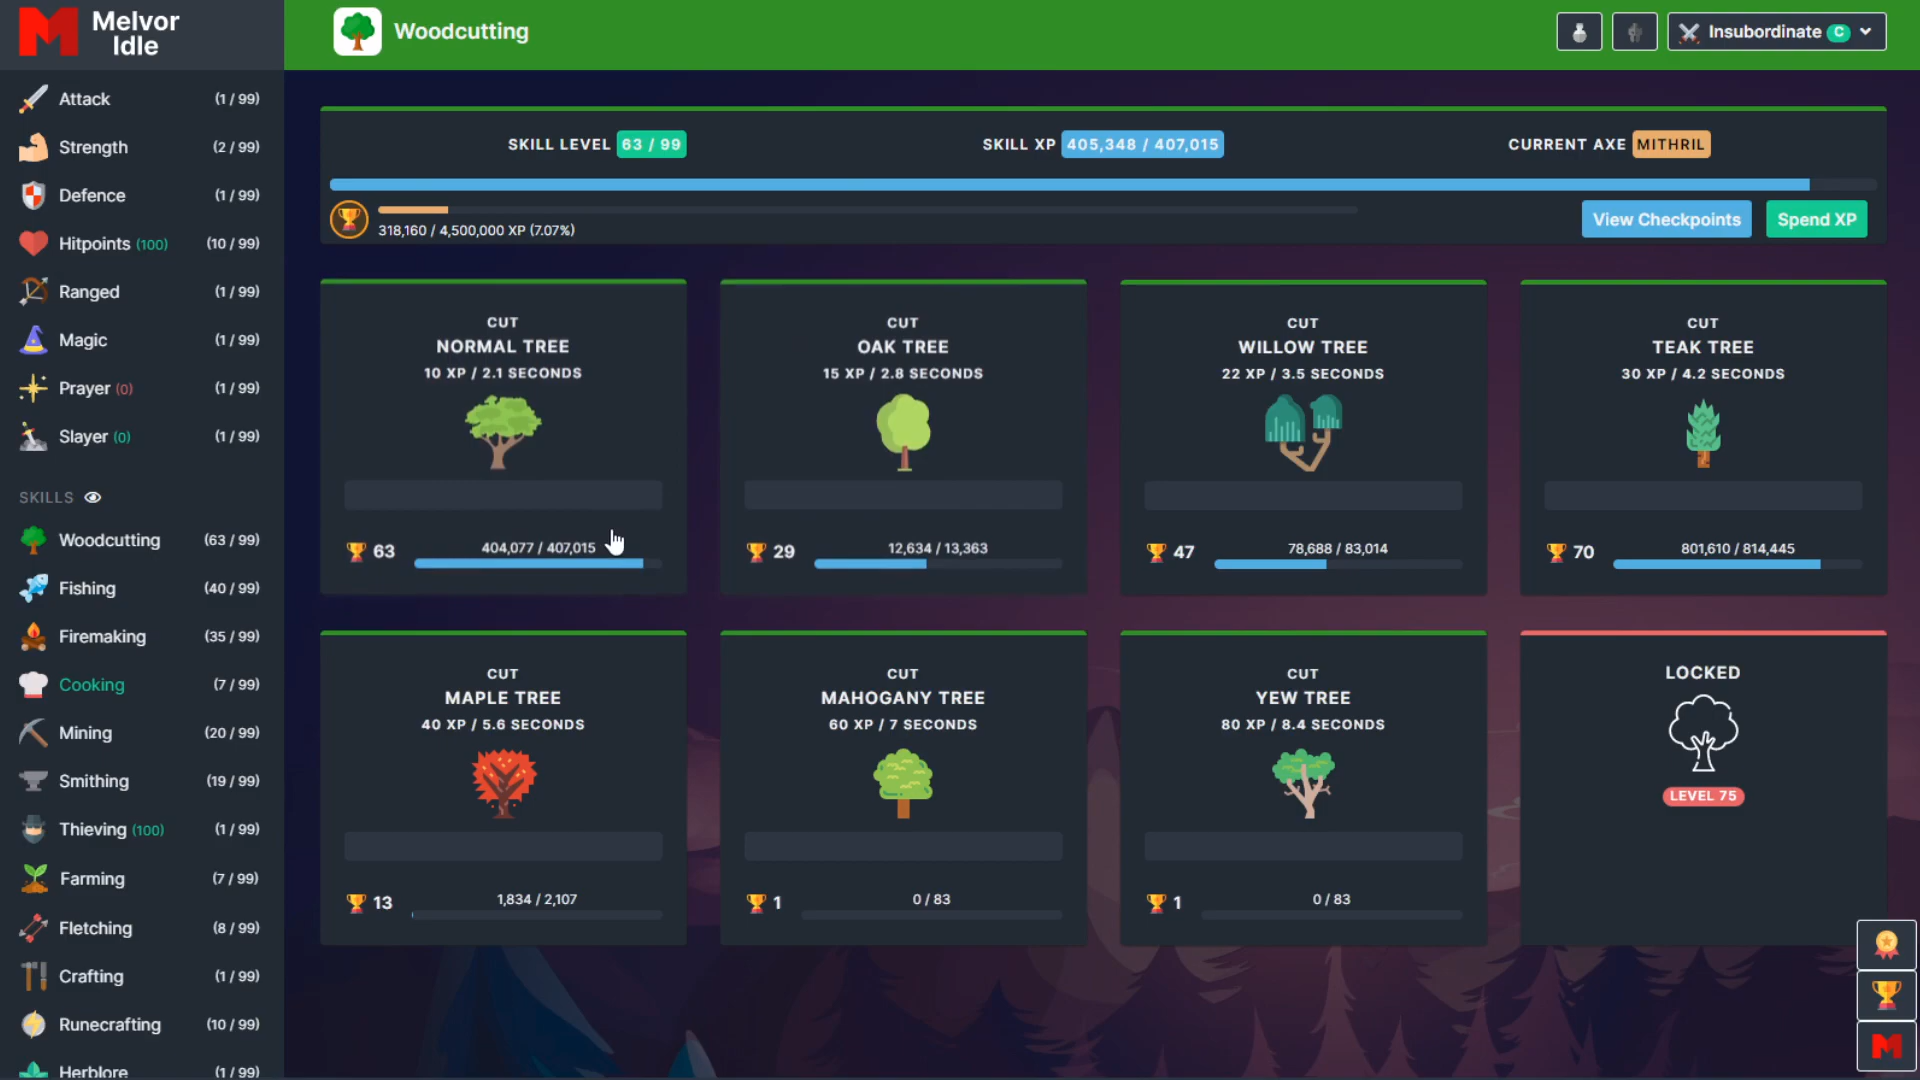 Melvor
Idle
Woodcutting
Insubordinate C
Attack (1 / 99)
Strength (2 / 99)
Defence (1 / 99)
Hitpoints (100) (10 / 99)
Ranged (1 / 99)
Magic (1 / 99)
Prayer (0) (1 / 99)
Slayer (0) (1 / 99)
SKILLS
Woodcutting (63 / 99)
Fishing (40 / 99)
Firemaking (35 / 99)
Cooking (7 / 99)
Mining (20 / 99)
Smithing (19 / 99)
Thieving (100) (1 / 99)
Farming (7 / 99)
Fletching (8 / 99)
Crafting (1 / 99)
Runecrafting (10 / 99)
Herblore (1 / 99)
SKILL LEVEL 63 / 99
SKILL XP 405,348 / 407,015
CURRENT AXE MITHRIL
318,160 / 4,500,000 XP (7.07%)
View Checkpoints
Spend XP
CUT
NORMAL TREE
10 XP / 2.1 SECONDS
63
404,077 / 407,015
CUT
OAK TREE
15 XP / 2.8 SECONDS
29
12,634 / 13,363
CUT
WILLOW TREE
22 XP / 3.5 SECONDS
47
78,688 / 83,014
CUT
TEAK TREE
30 XP / 4.2 SECONDS
70
801,610 / 814,445
CUT
MAPLE TREE
40 XP / 5.6 SECONDS
13
1,834 / 2,107
CUT
MAHOGANY TREE
60 XP / 7 SECONDS
1
0 / 83
CUT
YEW TREE
80 XP / 8.4 SECONDS
1
0 / 83
LOCKED
LEVEL 75